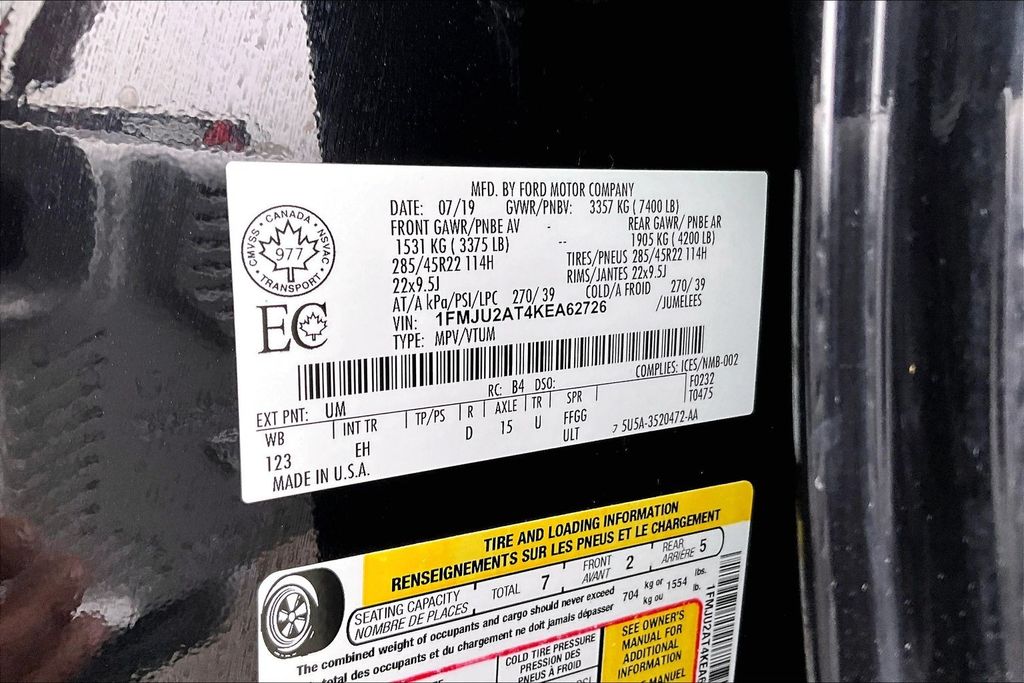 MFD. BY FORD MOTOR COMPANY
DATE: 07/19 GVWR/PNBV: 3357 KG ( 7400 LB)
FRONT GAWR/PNBE AV - REAR GAWR/ PNBE AR
1531 KG ( 3375 LB) -- 1905 KG ( 4200 LB)
285/45R22 114H TIRES/PNEUS 285/45R22 114H
22x9.5J RIMS/JANTES 22x9.5J
AT/A kPa/PSI/LPC 270/ 39 COLD/A FROID 270/ 39
VIN: 1FMJU2AT4KEA62726 /JUMELEES
TYPE: MPV/VTUM
CMVSS · CANADA · NSVAC
977
TRANSPORT
EC
COMPLIES: ICES/NMB-002
RC: B4 DSO:
EXT PNT: UM F0232
WB INT TR TP/PS R AXLE TR SPR T0475
123 EH D 15 U FFGG
ULT 7 5U5A-3520472-AA
MADE IN U.S.A.
TIRE AND LOADING INFORMATION
RENSEIGNEMENTS SUR LES PNEUS ET LE CHARGEMENT
SEATING CAPACITY TOTAL 7 FRONT 2 REAR 5
NOMBRE DE PLACES AVANT ARRIÈRE
The combined weight of occupants and cargo should never exceed 704 kg or 1554 lbs.
total des occupants et du chargement ne doit jamais dépasser kg ou lb.
COLD TIRE PRESSURE
PRESSION DES
PNEUS À FROID
SEE OWNER'S
MANUAL FOR
ADDITIONAL
INFORMATION
MANUEL
1FMJU2AT4KEA6